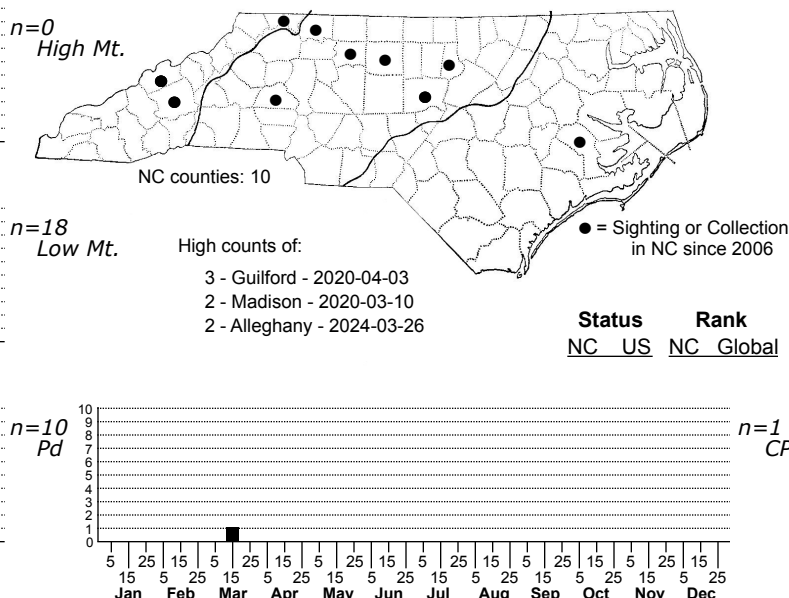 n=0
High Mt.
NC counties: 10
n=18
Low Mt.
High counts of:
3 - Guilford - 2020-04-03
2 - Madison - 2020-03-10
2 - Alleghany - 2024-03-26
● = Sighting or Collection
in NC since 2006
Status Rank
NC US NC Global
n=10
Pd
10
9
8
7
6
5
4
3
2
1
0
n=1
CP
5 15 25 5 15 25 5 15 25 5 15 25 5 15 25 5 15 25
15 5 25 15 5 25 15 5 25 15 5 25 15 5 25 15 5 25
Jan Feb Mar Apr May Jun Jul Aug Sep Oct Nov Dec